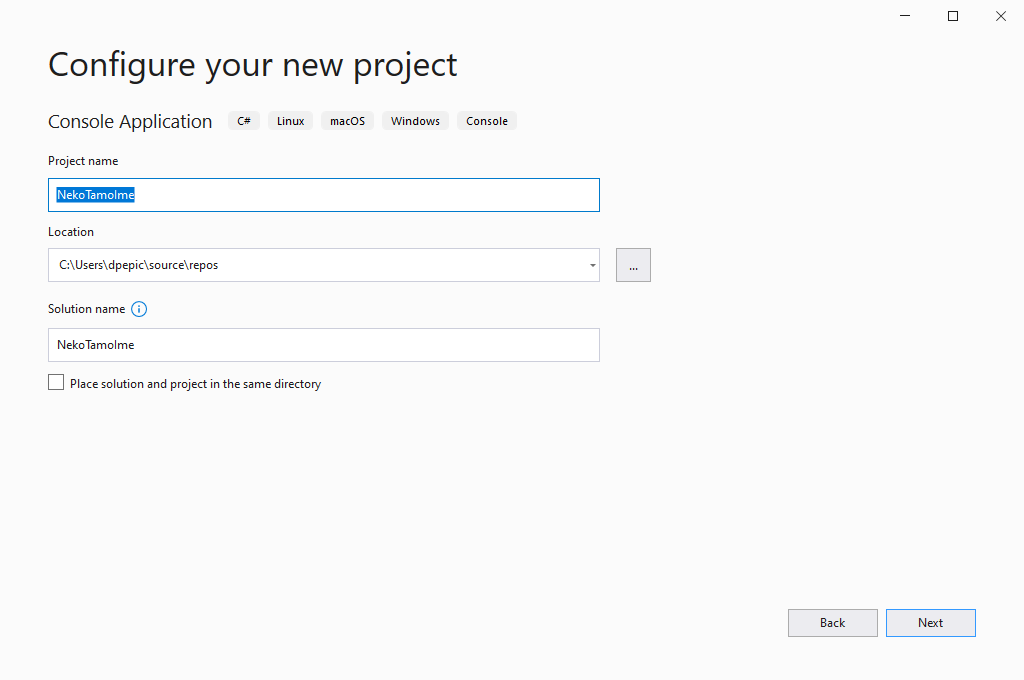 Configure your new project
Console Application C# Linux macOS Windows Console
Project name
NekoTamoIme
Location
C:\Users\dpepic\source\repos
...
Solution name
NekoTamoIme
Place solution and project in the same directory
Back Next